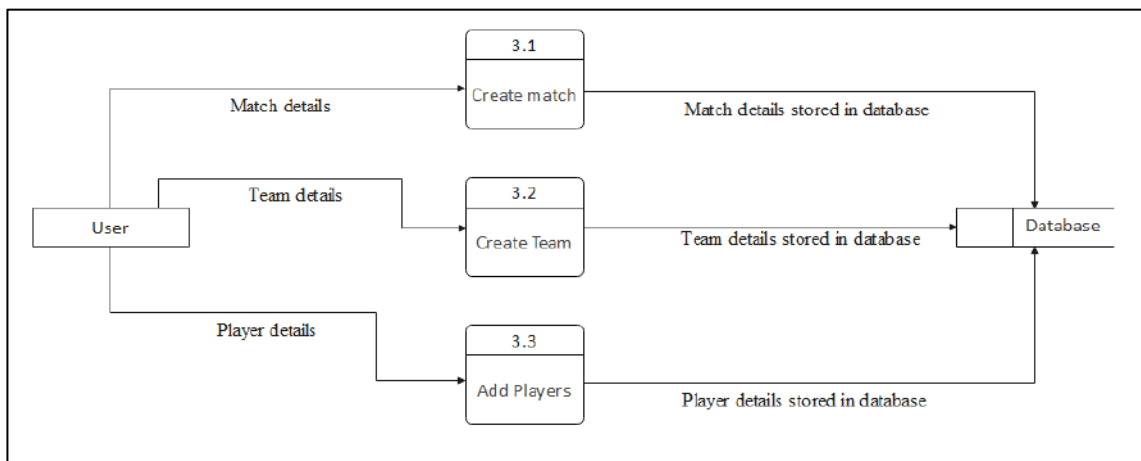 3.1
Create match
Match details
Match details stored in database
3.2
Create Team
Team details
Team details stored in database
User
Database
3.3
Add Players
Player details
Player details stored in database